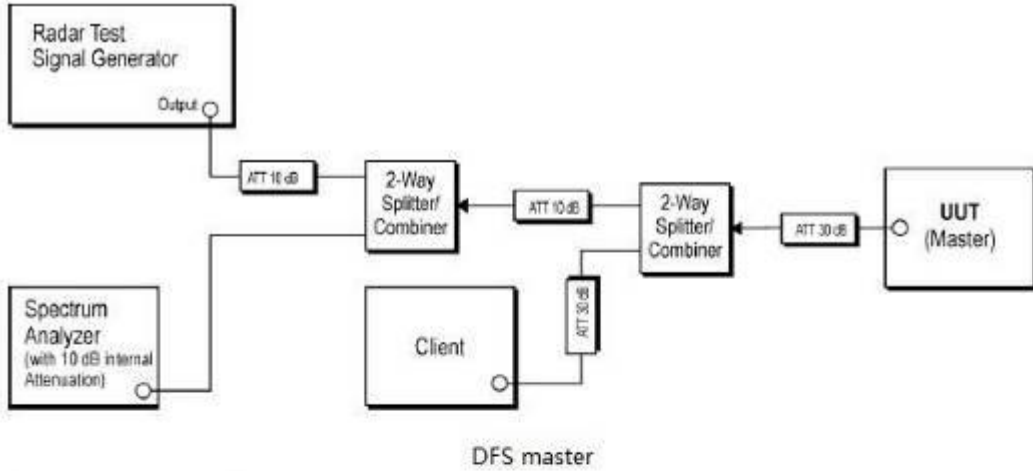 Radar Test
Signal Generator
Output
ATT 10 dB
2-Way
Splitter/
Combiner
ATT 10 dB
2-Way
Splitter/
Combiner
ATT 30 dB
UUT
(Master)
Spectrum
Analyzer
(with 10 dB internal
Attenuation)
Client
ATT 30 dB
DFS master